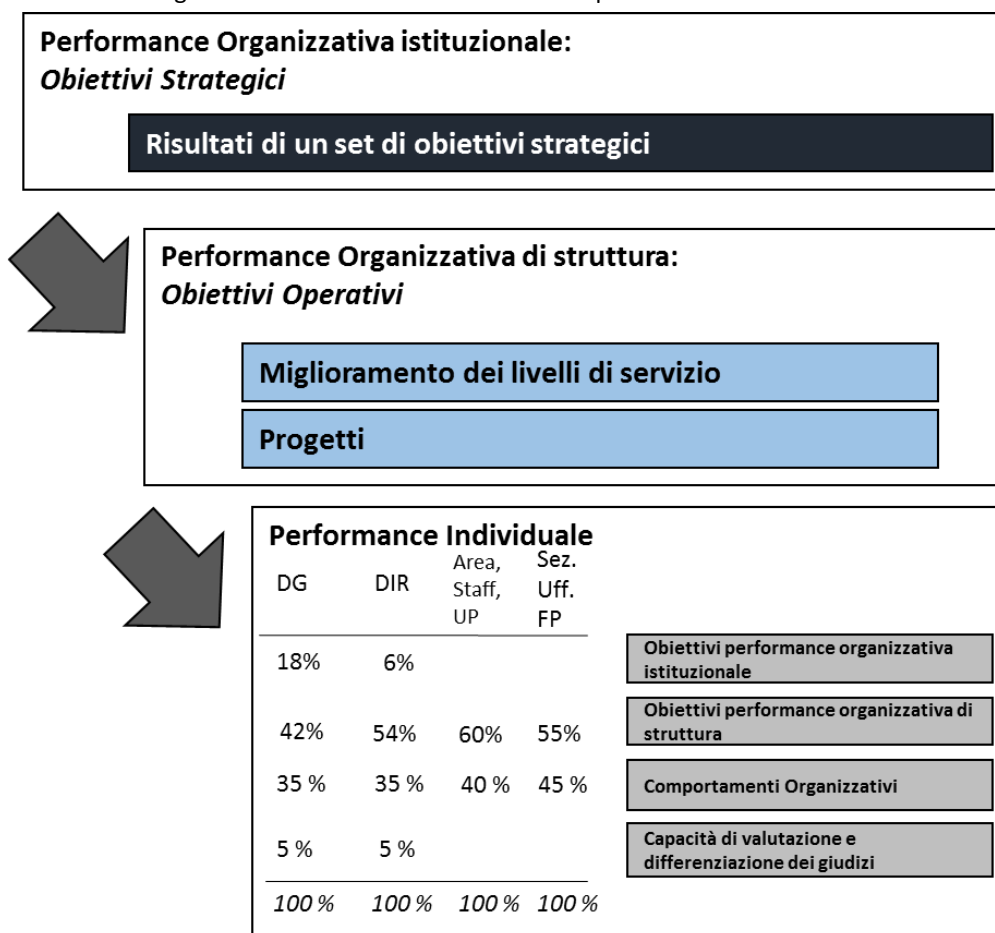 Performance Organizzativa istituzionale:
Obiettivi Strategici
Risultati di un set di obiettivi strategici
Performance Organizzativa di struttura:
Obiettivi Operativi
Miglioramento dei livelli di servizio
Progetti
Performance Individuale
DG DIR Area, Staff, UP Sez. Uff. FP
18% 6% Obiettivi performance organizzativa
istituzionale
42% 54% 60% 55% Obiettivi performance organizzativa di
struttura
35 % 35 % 40 % 45 % Comportamenti Organizzativi
5 % 5 % Capacità di valutazione e
differenziazione dei giudizi
100 % 100 % 100 % 100 %